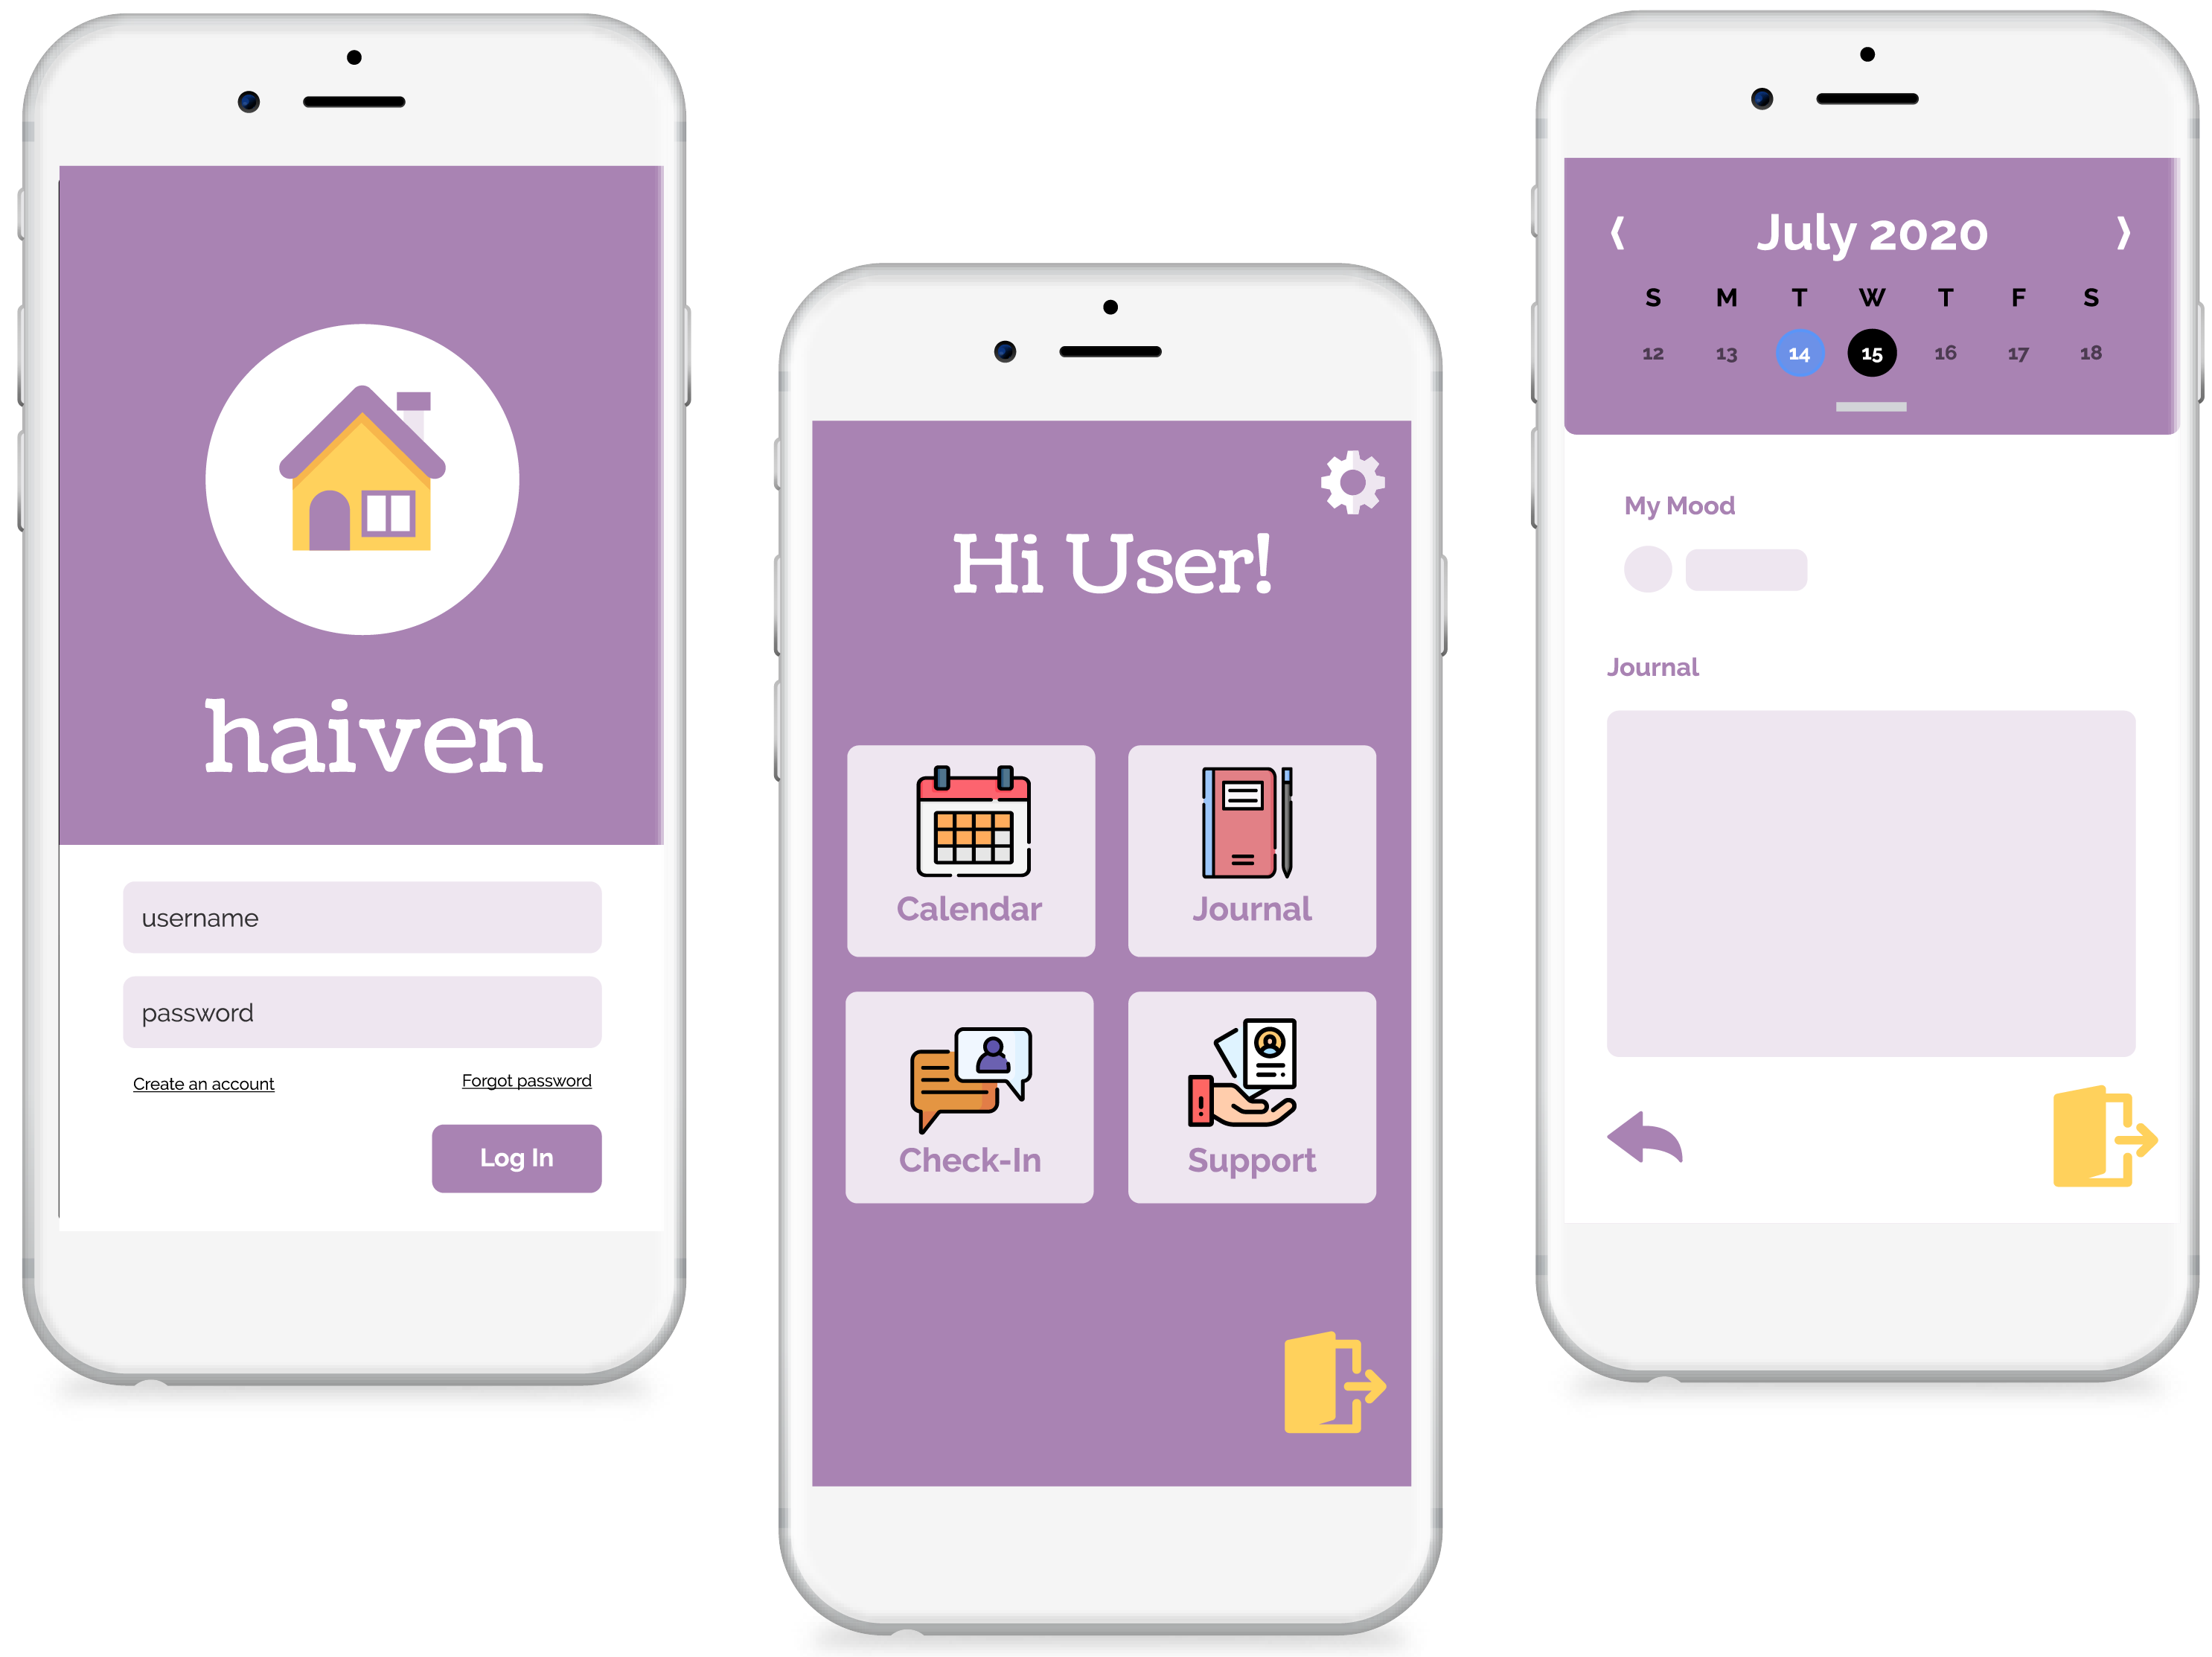 haiven
username
password
Create an account
Forgot password
Log In
Hi User!
Calendar
Journal
Check-In
Support
July 2020
S M T W T F S
12 13 14 15 16 17 18
My Mood
Journal